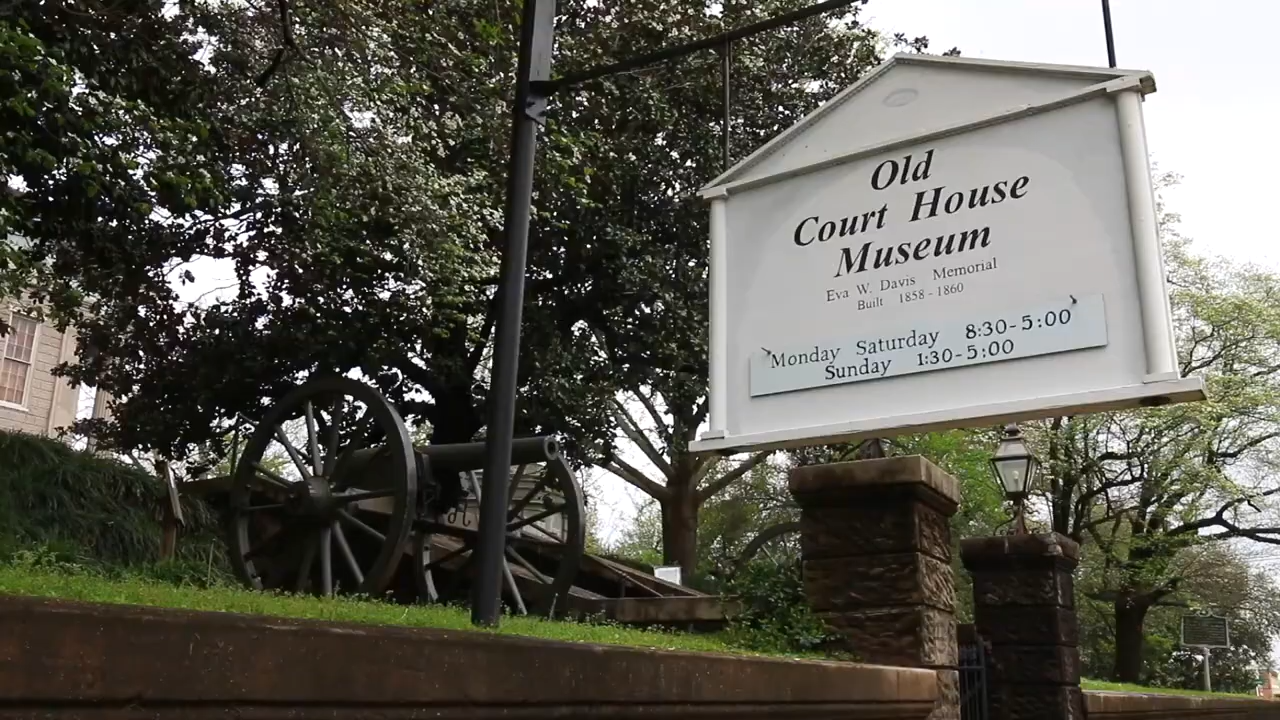 Old
Court House
Museum
Eva W. Davis Memorial
Built 1858-1860
Monday Saturday 8:30-5:00
Sunday 1:30-5:00